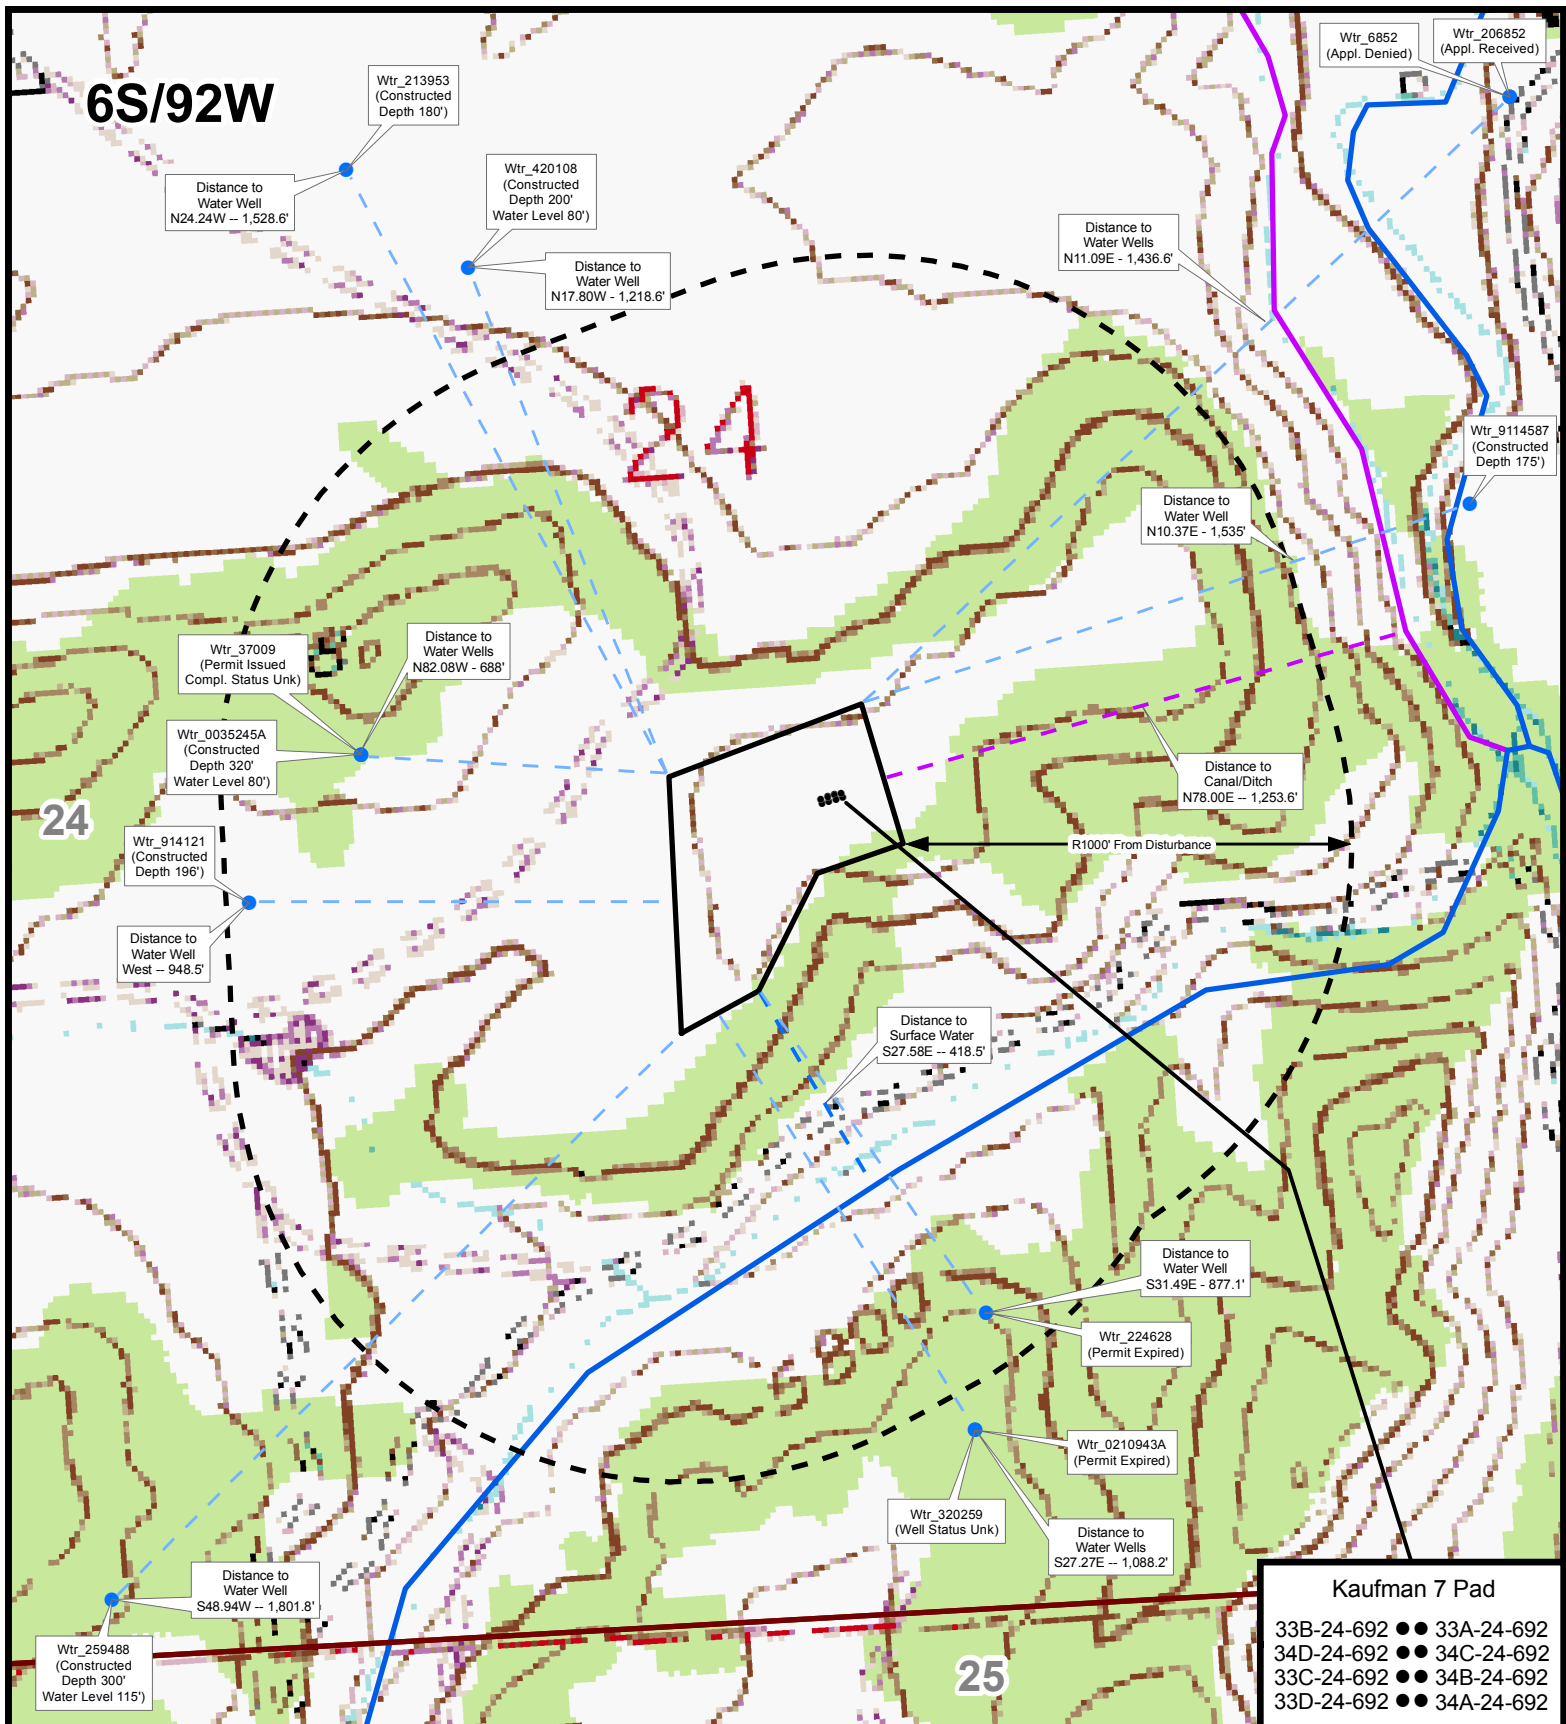 6S/92W
Wtr_213953
(Constructed
Depth 180')
Wtr_6852
(Appl. Denied)
Wtr_206852
(Appl. Received)
Distance to
Water Well
N24.24W -- 1,528.6'
Wtr_420108
(Constructed
Depth 200'
Water Level 80')
Distance to
Water Well
N17.80W - 1,218.6'
Distance to
Water Wells
N11.09E - 1,436.6'
24
Wtr_9114587
(Constructed
Depth 175')
Distance to
Water Well
N10.37E - 1,535'
Wtr_37009
(Permit Issued
Compl. Status Unk)
Distance to
Water Wells
N82.08W - 688'
Wtr_0035245A
(Constructed
Depth 320'
Water Level 80')
Distance to
Canal/Ditch
N78.00E -- 1,253.6'
24
R1000' From Disturbance
Wtr_914121
(Constructed
Depth 196')
Distance to
Water Well
West -- 948.5'
Distance to
Surface Water
S27.58E -- 418.5'
Distance to
Water Well
S31.49E - 877.1'
Wtr_224628
(Permit Expired)
Wtr_0210943A
(Permit Expired)
Wtr_320259
(Well Status Unk)
Distance to
Water Wells
S27.27E -- 1,088.2'
Distance to
Water Well
S48.94W -- 1,801.8'
Wtr_259488
(Constructed
Depth 300'
Water Level 115')
25
Kaufman 7 Pad
33B-24-692 ●● 33A-24-692
34D-24-692 ●● 34C-24-692
33C-24-692 ●● 34B-24-692
33D-24-692 ●● 34A-24-692